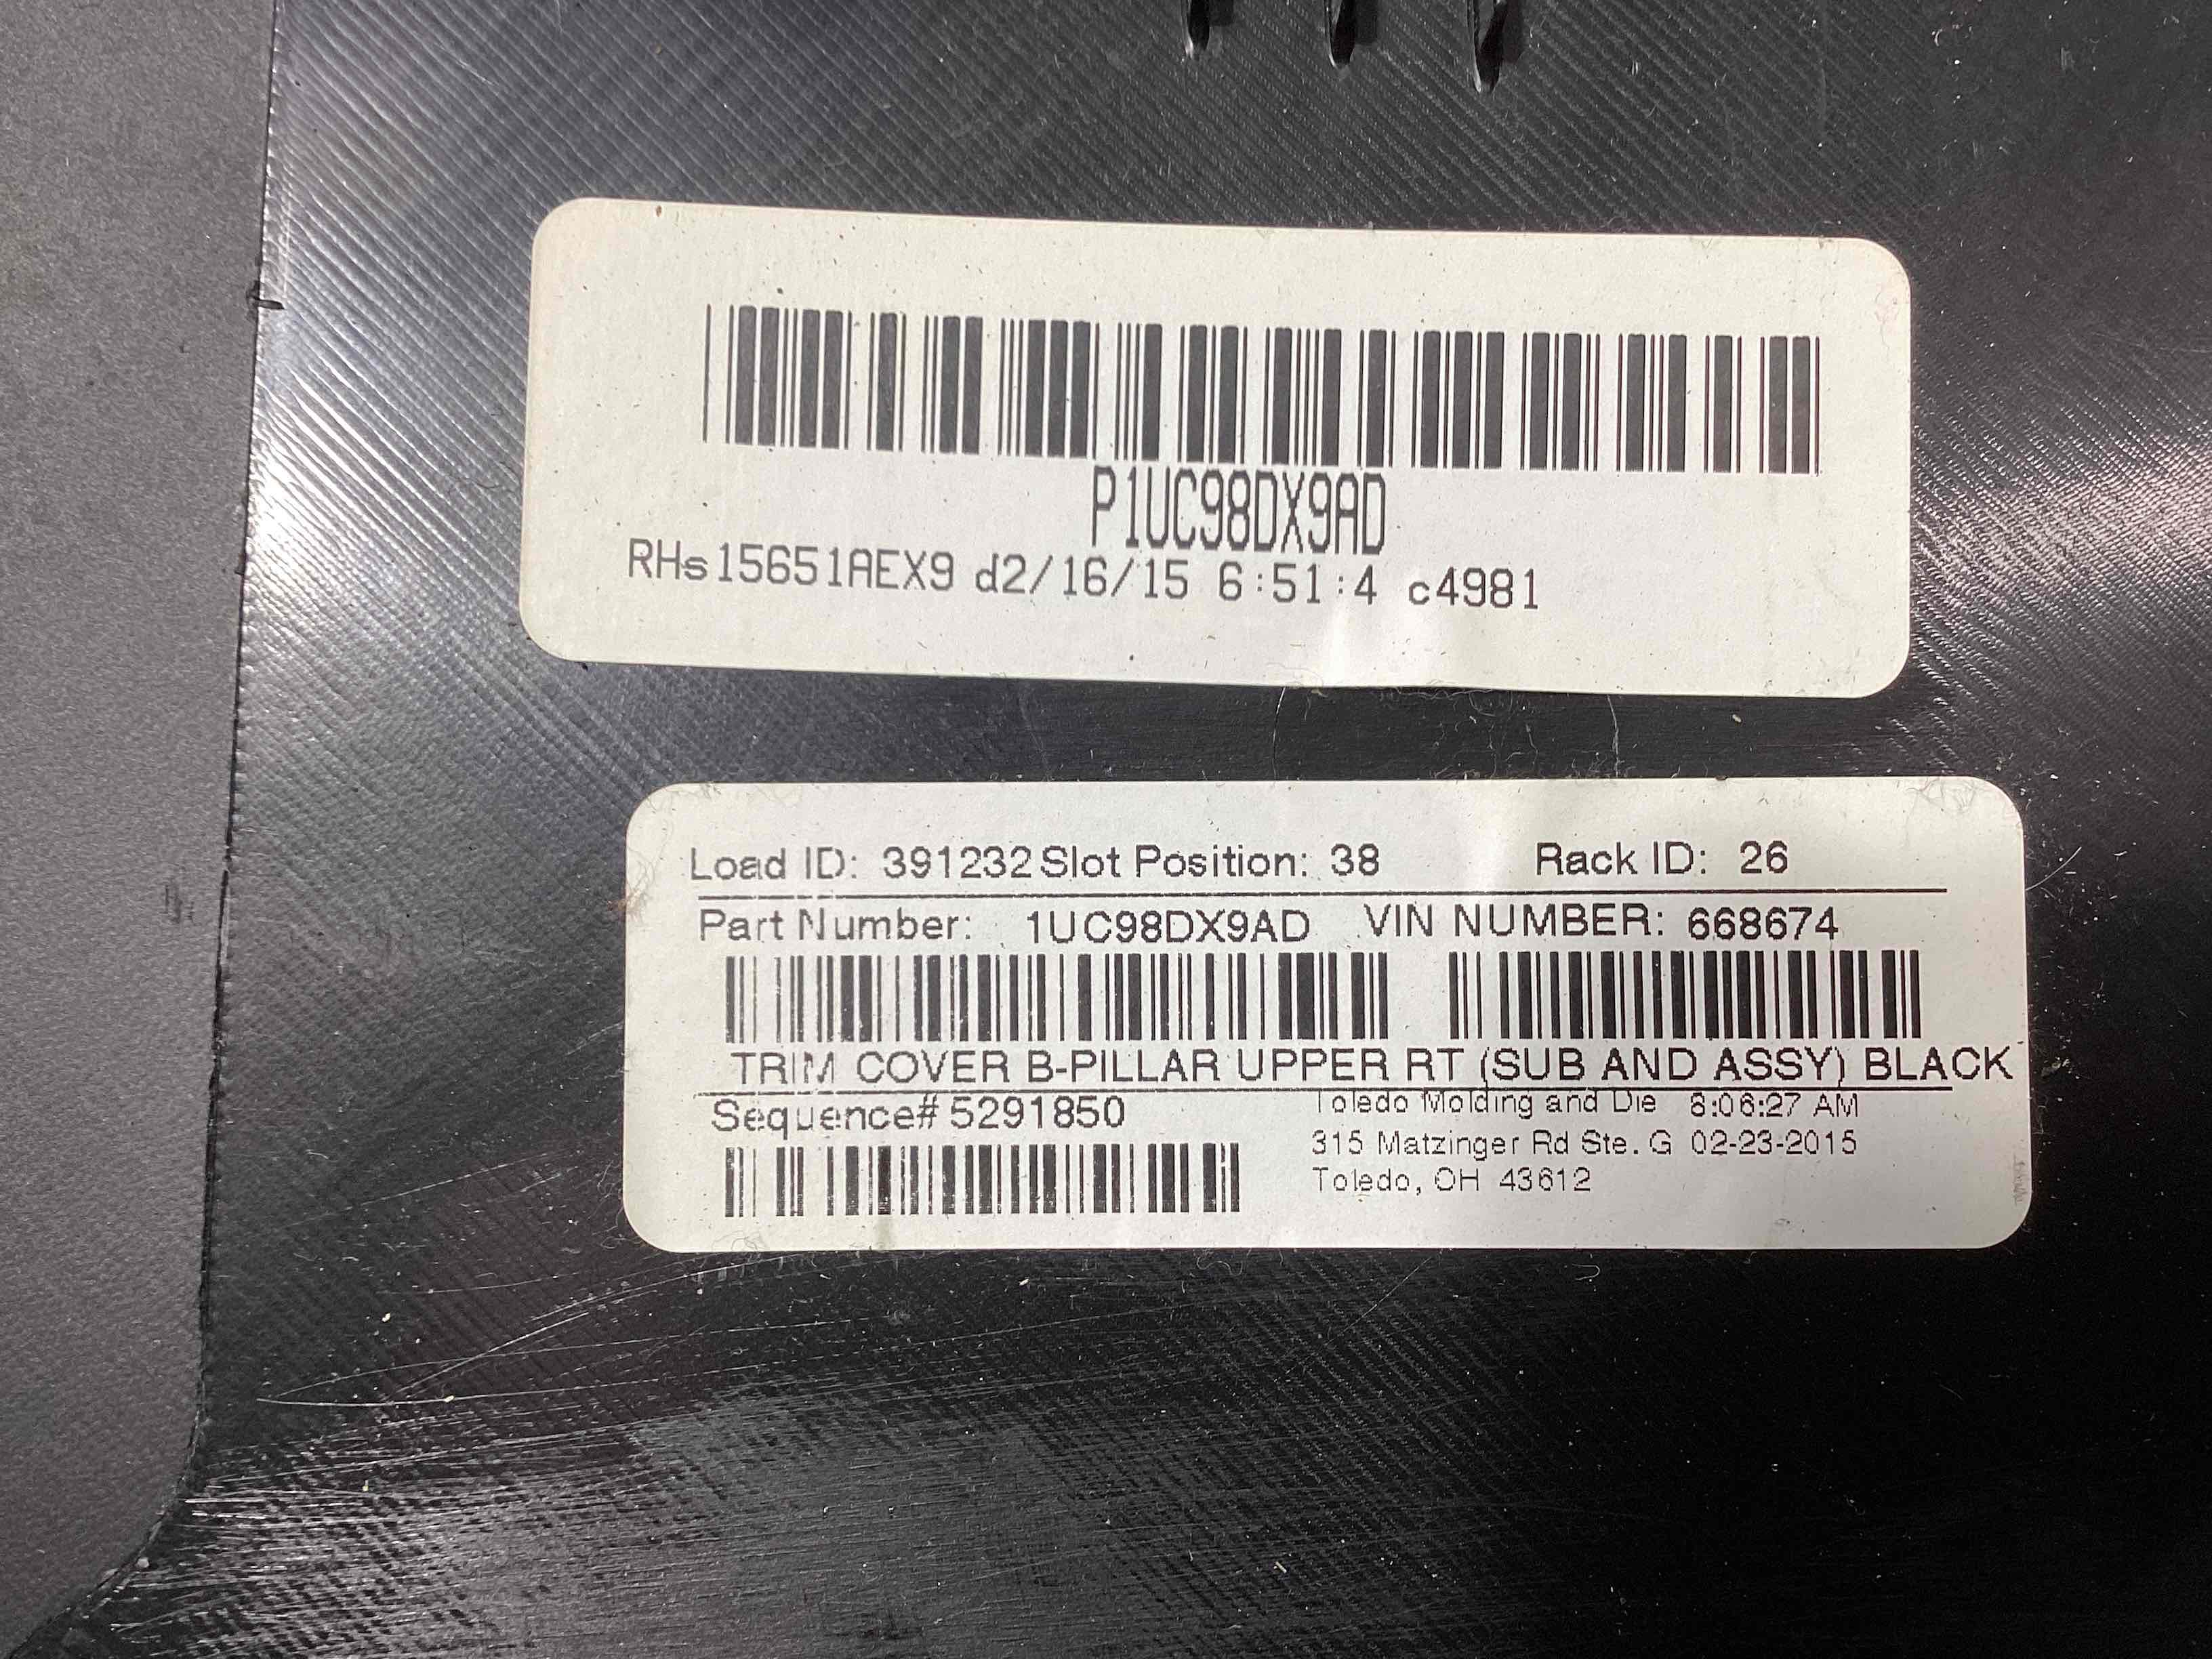 P1UC98DX9AD
RHs15651AEX9 d2/16/15 6:51:4 c4981
Load ID: 391232 Slot Position: 38 Rack ID: 26
Part Number: 1UC98DX9AD VIN NUMBER: 668674
TRIM COVER B-PILLAR UPPER RT (SUB AND ASSY) BLACK
Sequence# 5291850
Toledo Molding and Die 8:06:27 AM
315 Matzinger Rd Ste. G 02-23-2015
Toledo, OH 43612